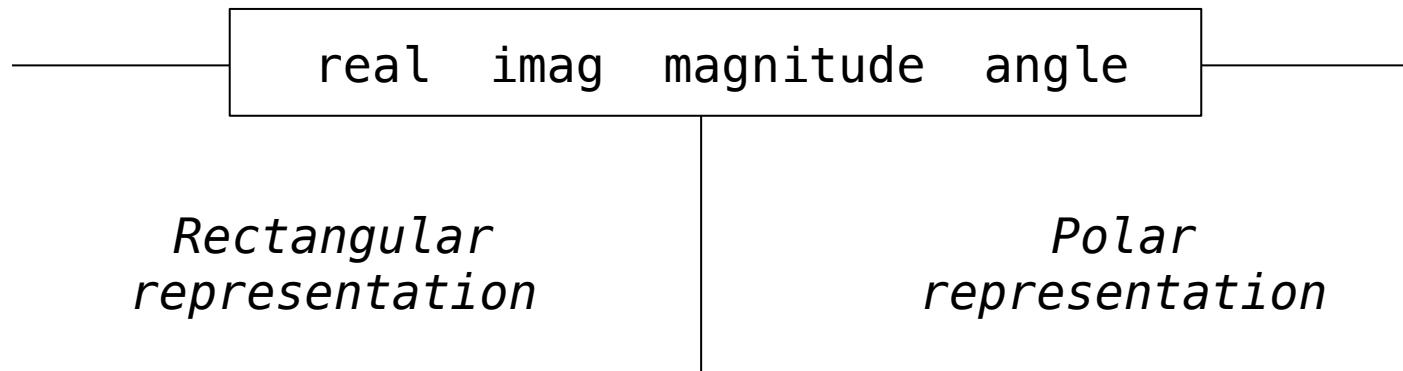 real imag magnitude angle
Rectangular
representation
Polar
representation